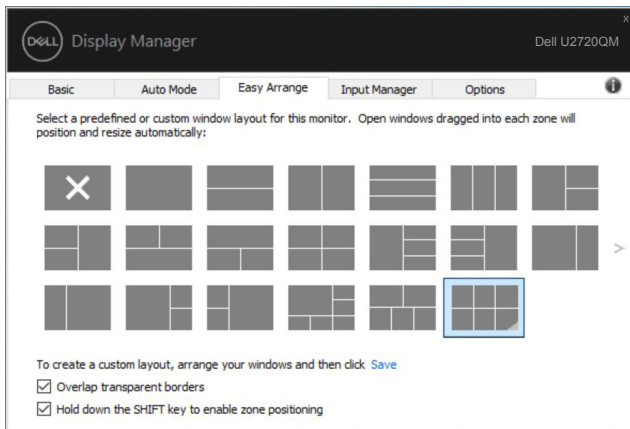 x
DELL Display Manager
Dell U2720QM
Basic Auto Mode Easy Arrange Input Manager Options
Select a predefined or custom window layout for this monitor. Open windows dragged into each zone will
position and resize automatically:
>
To create a custom layout, arrange your windows and then click Save
Overlap transparent borders
Hold down the SHIFT key to enable zone positioning